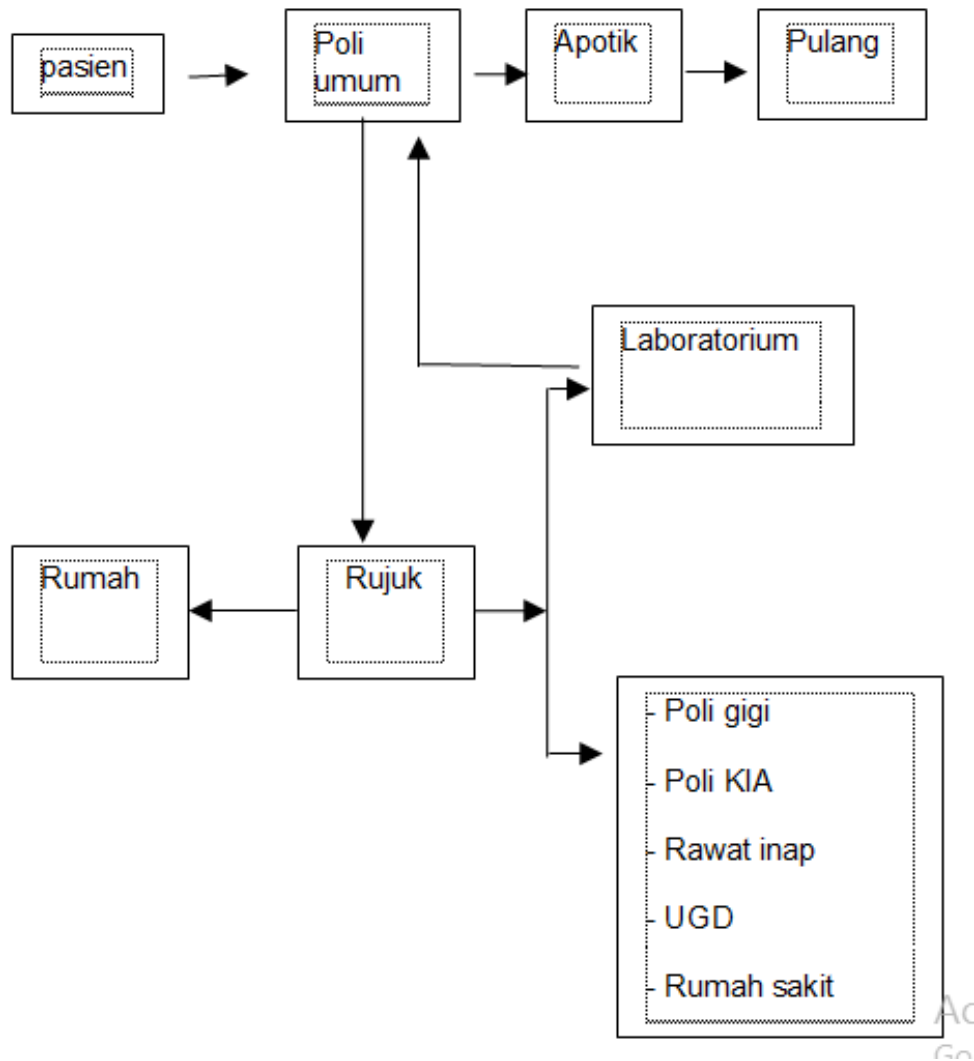 pasien
Poli
umum
Apotik
Pulang
Laboratorium
Rumah
Rujuk
- Poli gigi
- Poli KIA
- Rawat inap
- UGD
- Rumah sakit